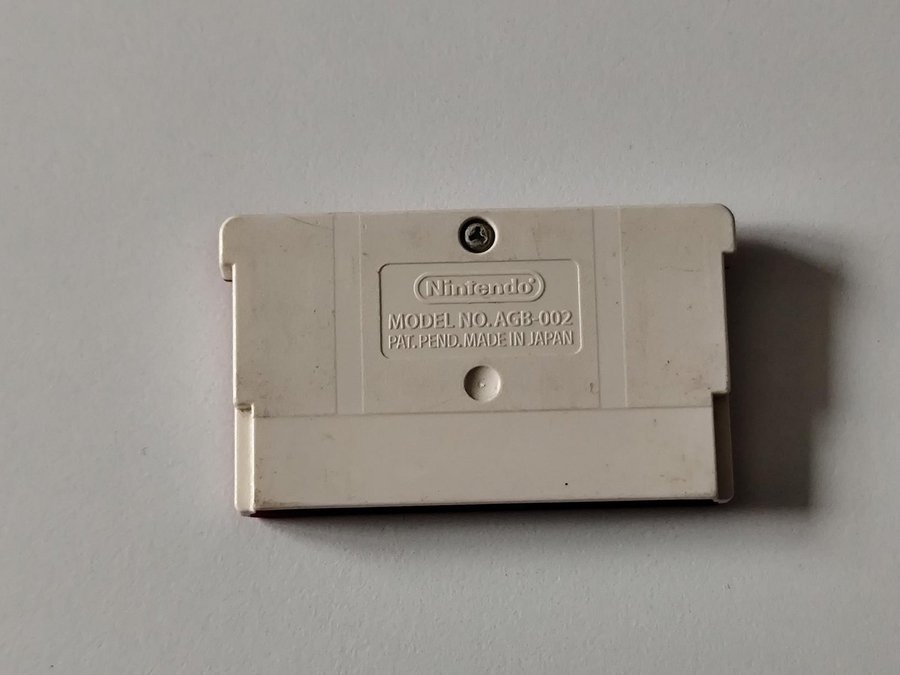 Nintendo®
MODEL NO. AGB-002
PAT. PEND. MADE IN JAPAN